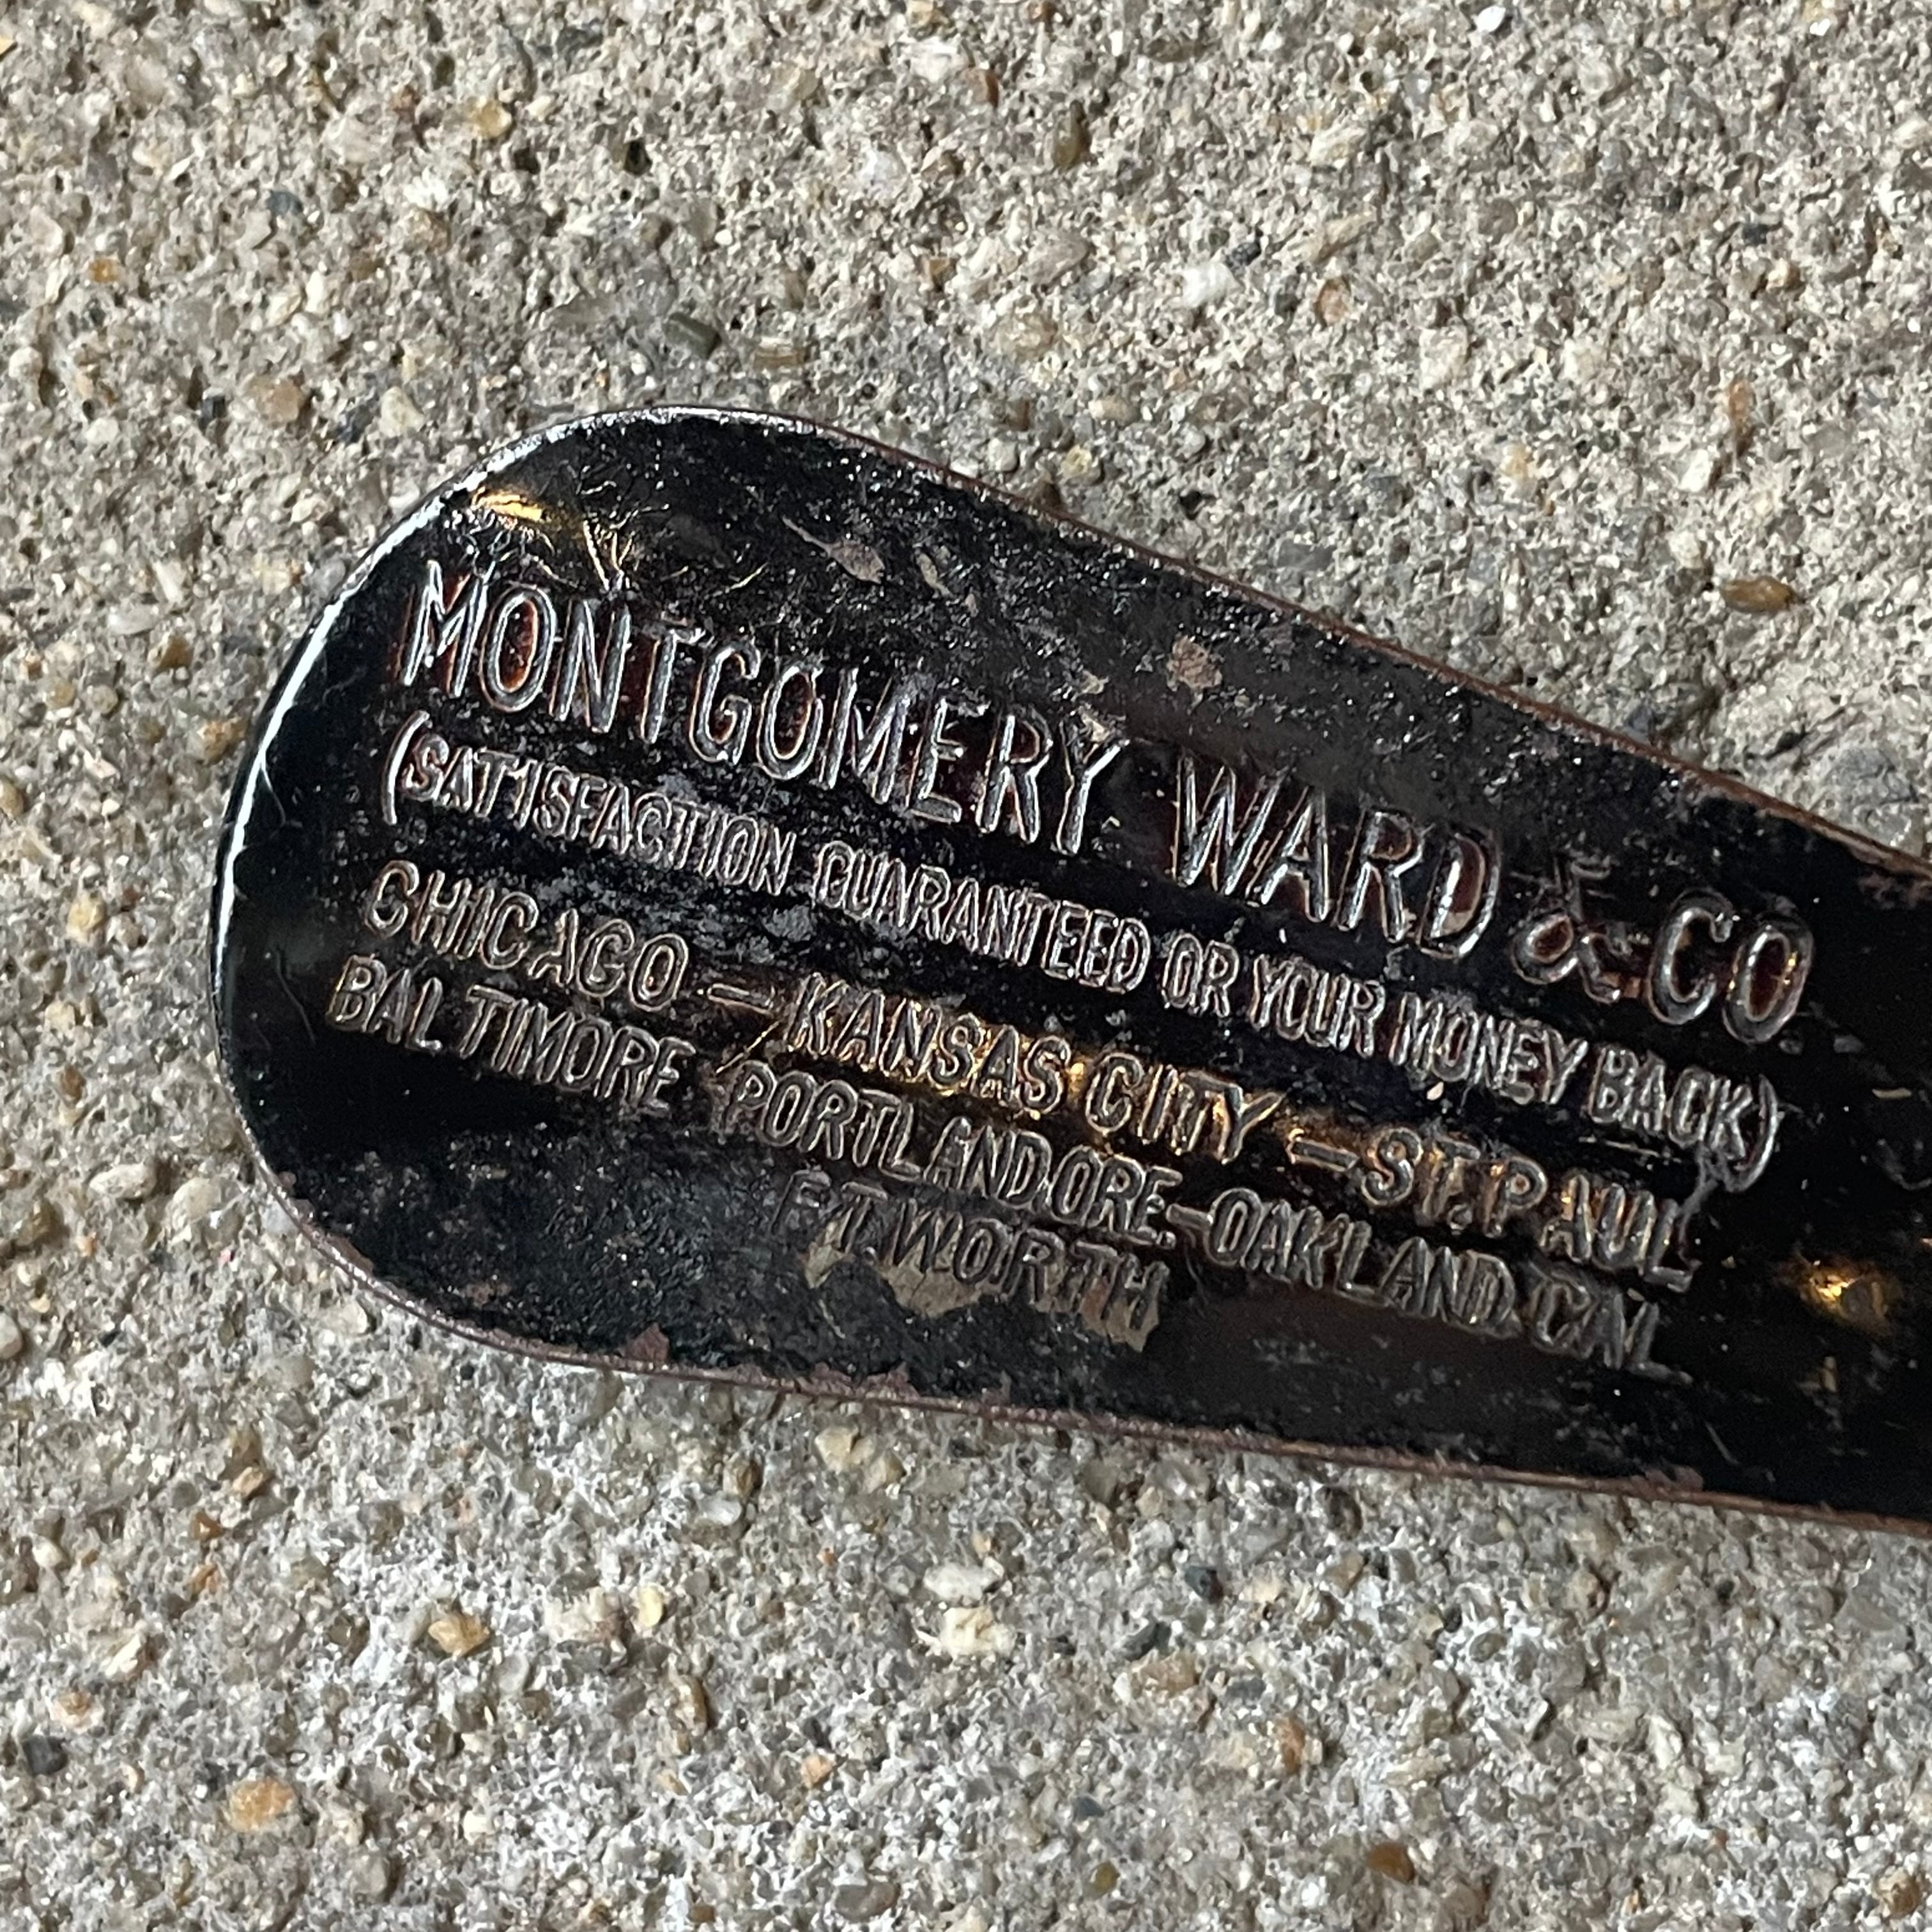 MONTGOMERY WARD & CO.
(SATISFACTION GUARANTEED OR YOUR MONEY BACK)
CHICAGO - KANSAS CITY - ST. PAUL
BALTIMORE - PORTLAND, ORE. - OAKLAND, CAL.
FT. WORTH